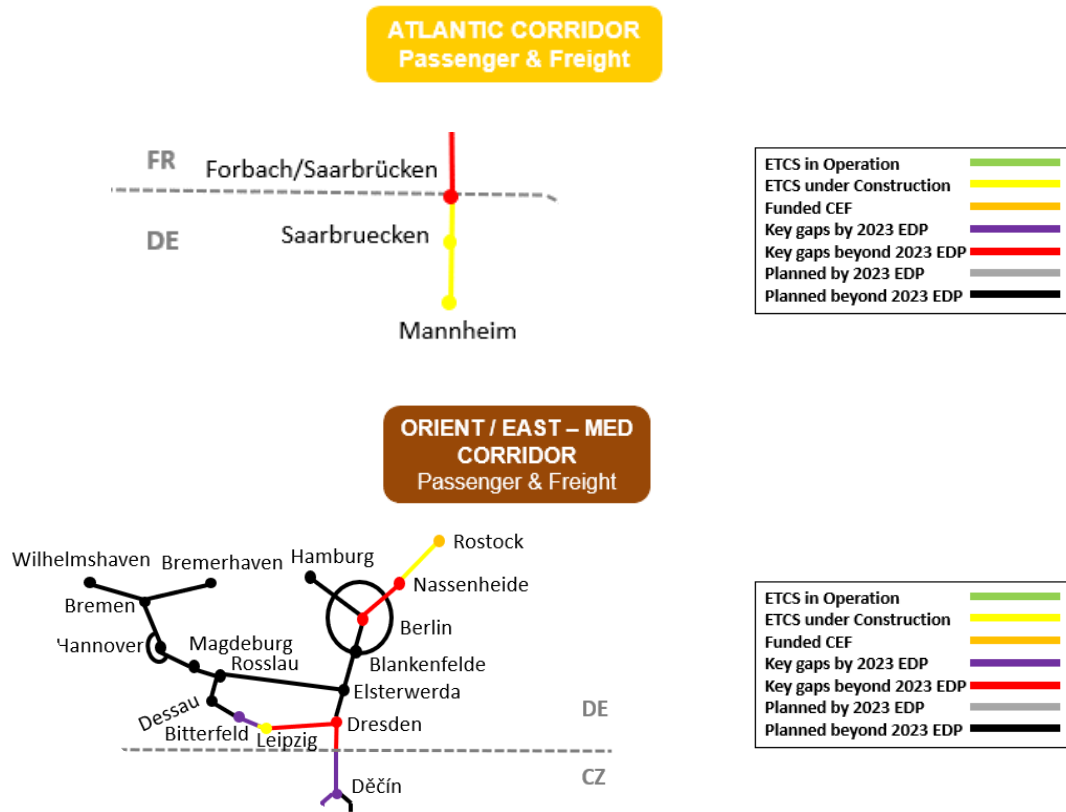 ATLANTIC CORRIDOR
Passenger & Freight
FR
Forbach/Saarbrücken
DE
Saarbruecken
Mannheim
ETCS in Operation
ETCS under Construction
Funded CEF
Key gaps by 2023 EDP
Key gaps beyond 2023 EDP
Planned by 2023 EDP
Planned beyond 2023 EDP
ORIENT / EAST – MED
CORRIDOR
Passenger & Freight
Rostock
Wilhelmshaven
Bremerhaven
Hamburg
Nassenheide
Bremen
Berlin
Hannover
Magdeburg
Rosslau
Blankenfelde
Elsterwerda
Dessau
Bitterfeld
Leipzig
Dresden
DE
CZ
Děčín
ETCS in Operation
ETCS under Construction
Funded CEF
Key gaps by 2023 EDP
Key gaps beyond 2023 EDP
Planned by 2023 EDP
Planned beyond 2023 EDP